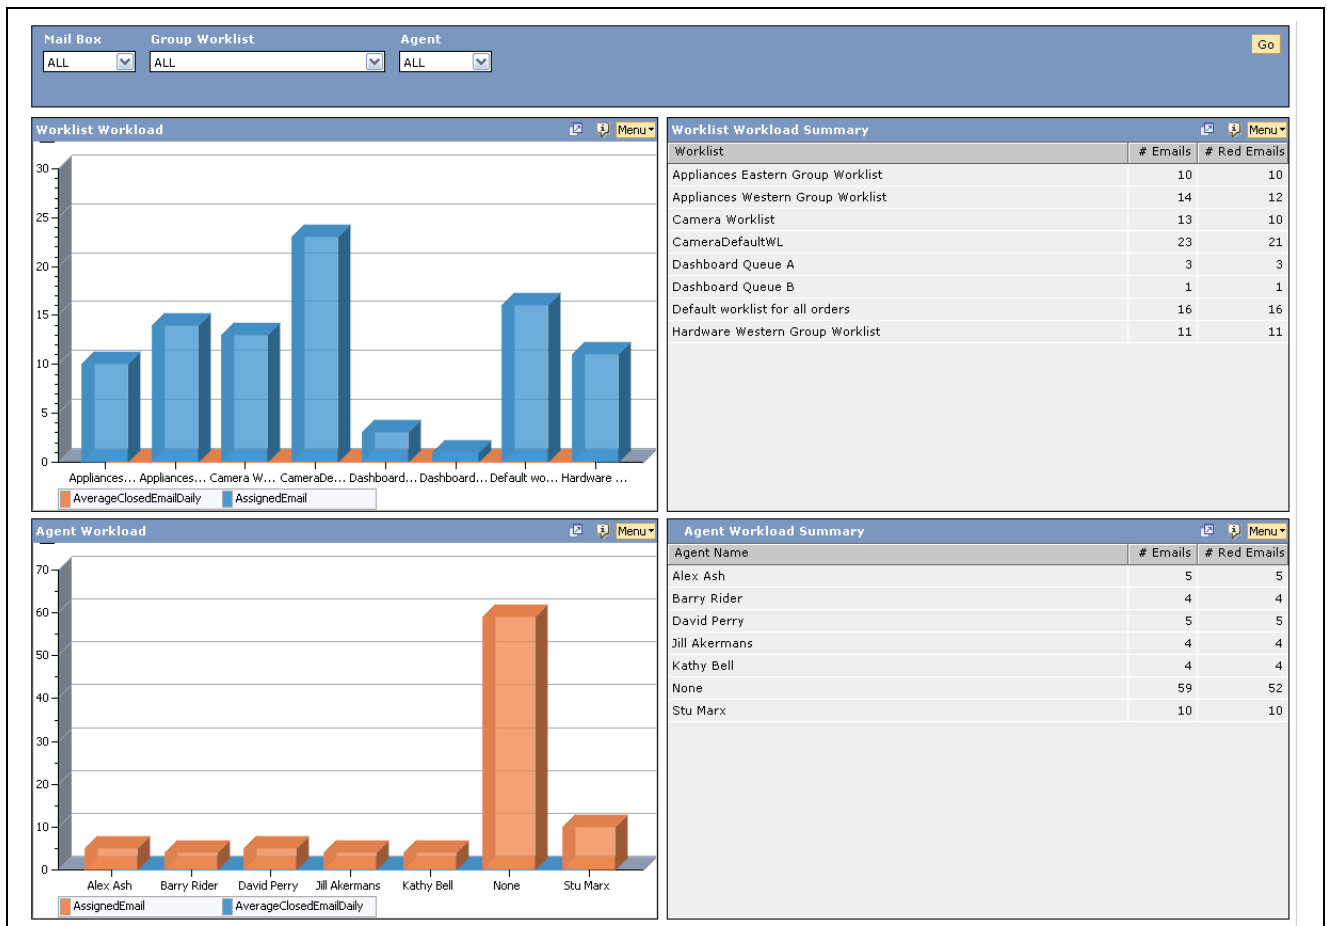 Mail Box Group Worklist Agent
ALL ALL ALL Go
Worklist Workload Menu
30
25
20
15
10
5
0
Appliances... Appliances... Camera W... CameraDe... Dashboard... Dashboard... Default wo... Hardware ...
AverageClosedEmailDaily AssignedEmail
Worklist Workload Summary Menu
Worklist # Emails # Red Emails
Appliances Eastern Group Worklist 10 10
Appliances Western Group Worklist 14 12
Camera Worklist 13 10
CameraDefaultWL 23 21
Dashboard Queue A 3 3
Dashboard Queue B 1 1
Default worklist for all orders 16 16
Hardware Western Group Worklist 11 11
Agent Workload Menu
70
60
50
40
30
20
10
0
Alex Ash Barry Rider David Perry Jill Akermans Kathy Bell None Stu Marx
AssignedEmail AverageClosedEmailDaily
Agent Workload Summary Menu
Agent Name # Emails # Red Emails
Alex Ash 5 5
Barry Rider 4 4
David Perry 5 5
Jill Akermans 4 4
Kathy Bell 4 4
None 59 52
Stu Marx 10 10